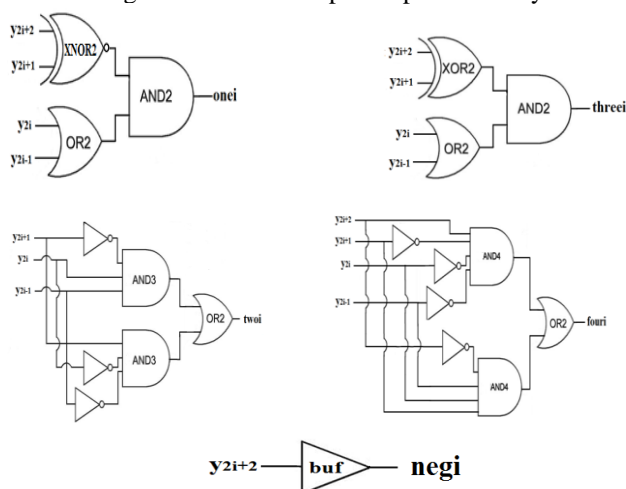 y2i+2
XNOR2
y2i+1
AND2
onei
y2i
OR2
y2i-1
y2i+2
XOR2
y2i+1
AND2
threei
y2i
OR2
y2i-1
y2i+1
y2i
AND3
y2i-1
OR2
twoi
AND3
y2i+2
y2i+1
AND4
y2i
y2i-1
OR2
fouri
AND4
y2i+2
buf
negi